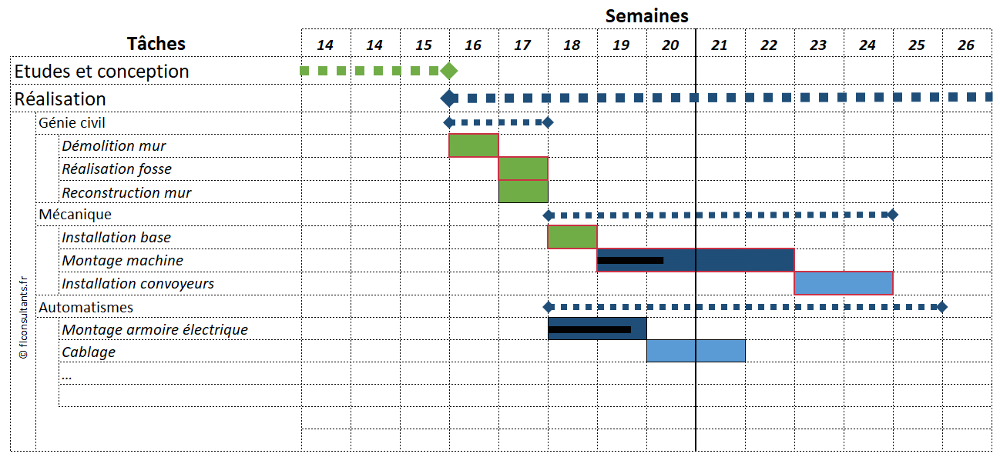 Semaines
Tâches 14 14 15 16 17 18 19 20 21 22 23 24 25 26
Etudes et conception
Réalisation
Génie civil
Démolition mur
Réalisation fosse
Reconstruction mur
Mécanique
Installation base
Montage machine
Installation convoyeurs
Automatismes
Montage armoire électrique
Cablage
...
© flconsultants.fr